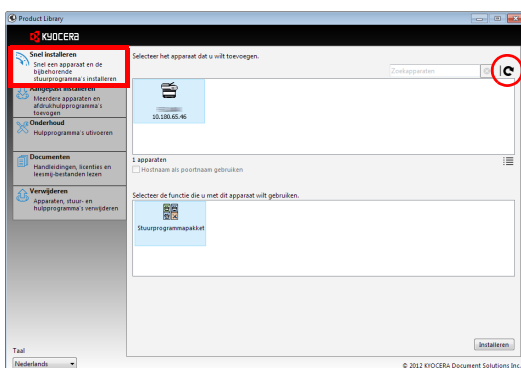 Product Library
KYOCERA
Snel installeren
Snel een apparaat en de
bijbehorende
stuurprogramma's installeren
Aangepast installeren
Meerdere apparaten en
afdrukhulpprogramma's
toevogen
Onderhoud
Hulpprogramma's utivoeren
Documenten
Handleidingen, licenties en
leesmij-bestanden lezen
Verwijderen
Apparaten, stuur- en
hulpprogramma's verwijderen
Taal
Nederlands
Selecteer het apparaat dat u wilt toevoegen.
Zoekapparaten
10.180.65.46
1 apparaten
Hostnaam als poortnaam gebruiken
Selecteer de functie die u met dit apparaat wilt gebruiken.
Stuurprogrammapakket
Installeren
© 2012 KYOCERA Document Solutions Inc.